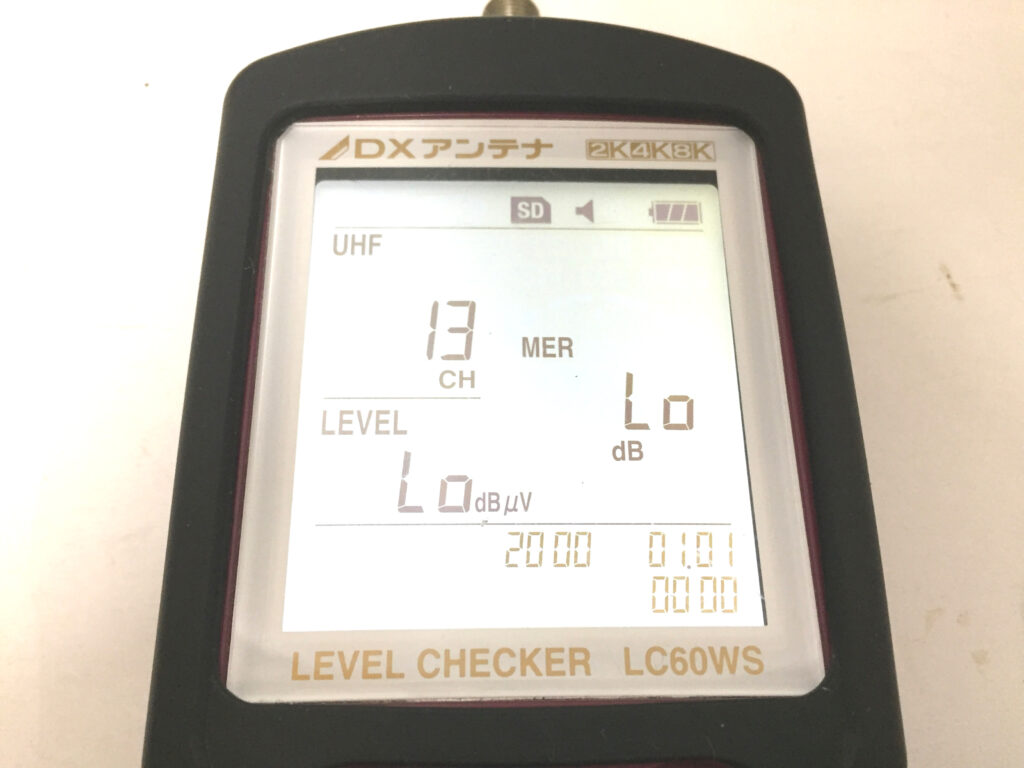 DXアンテナ 2K4K8K
SD
UHF
13
CH
MER
Lo
dB
LEVEL
Lo dBμV
2000 01.01
00 00
LEVEL CHECKER LC60WS